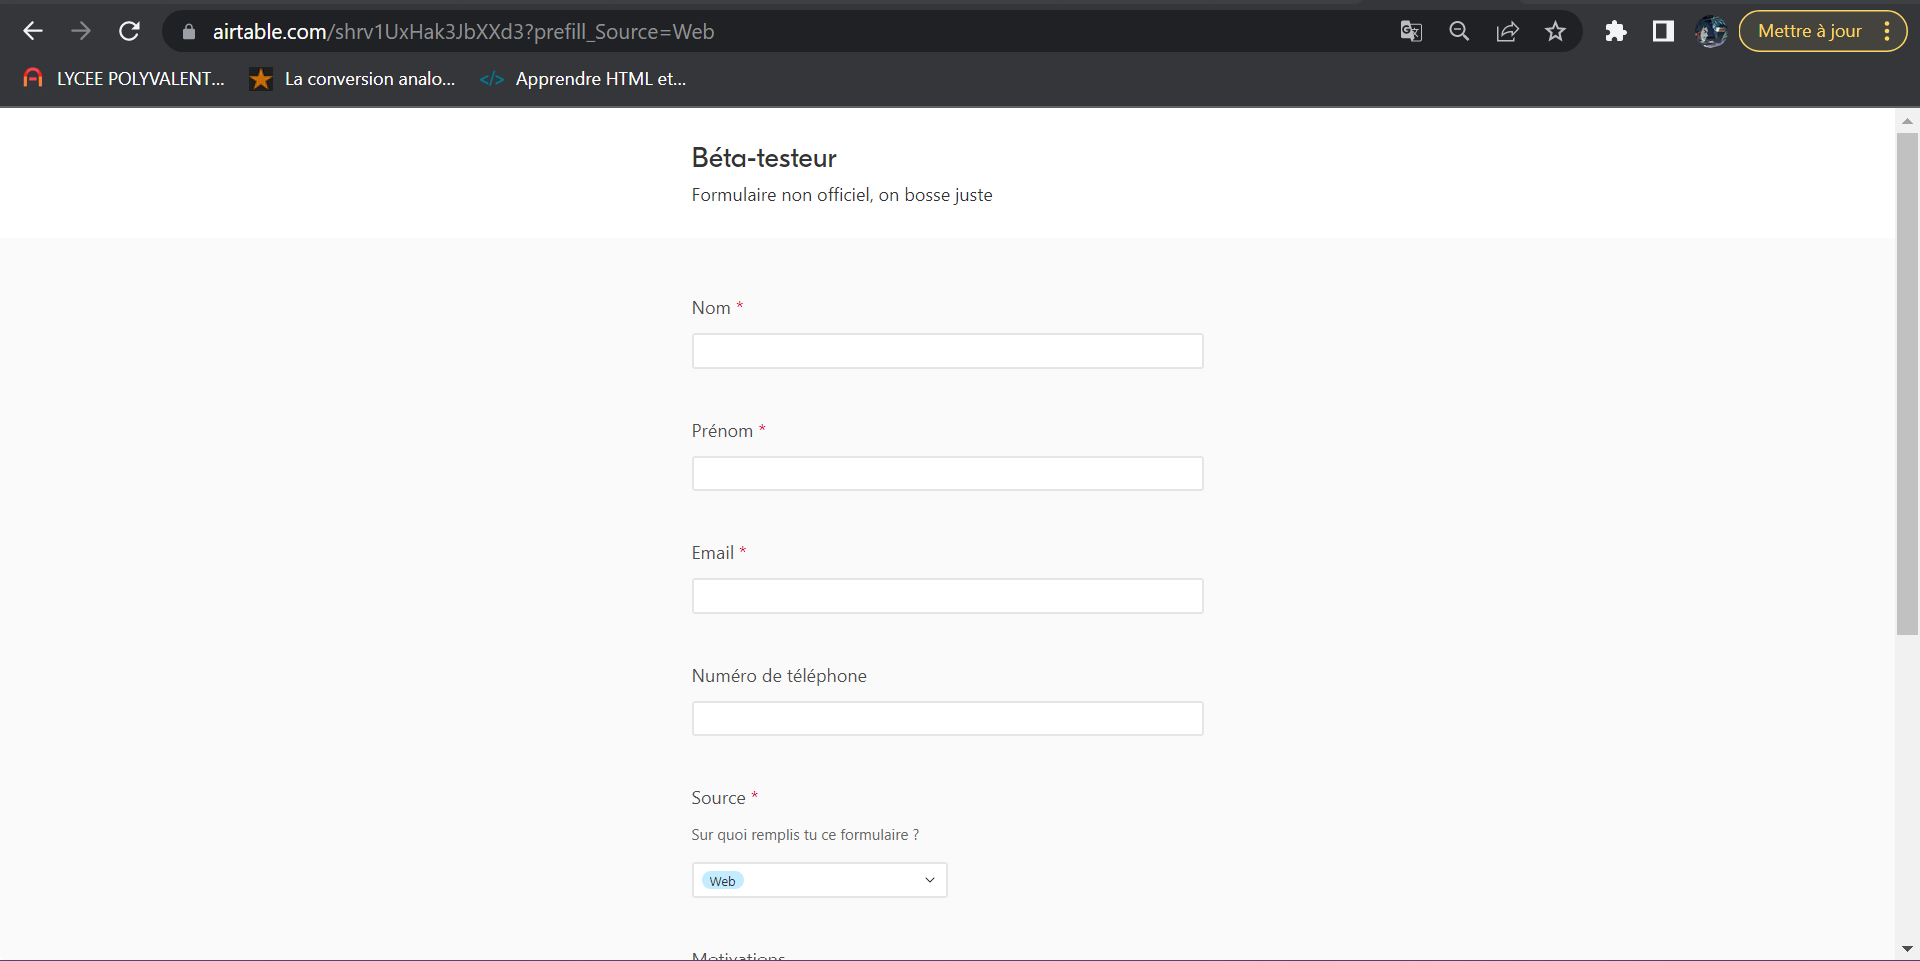 airtable.com/shrv1UxHak3JbXXd3?prefill_Source=Web
Mettre à jour
LYCEE POLYVALENT...
La conversion analo...
</> Apprendre HTML et...
Béta-testeur
Formulaire non officiel, on bosse juste
Nom *
Prénom *
Email *
Numéro de téléphone
Source *
Sur quoi remplis tu ce formulaire ?
Web
Motivations